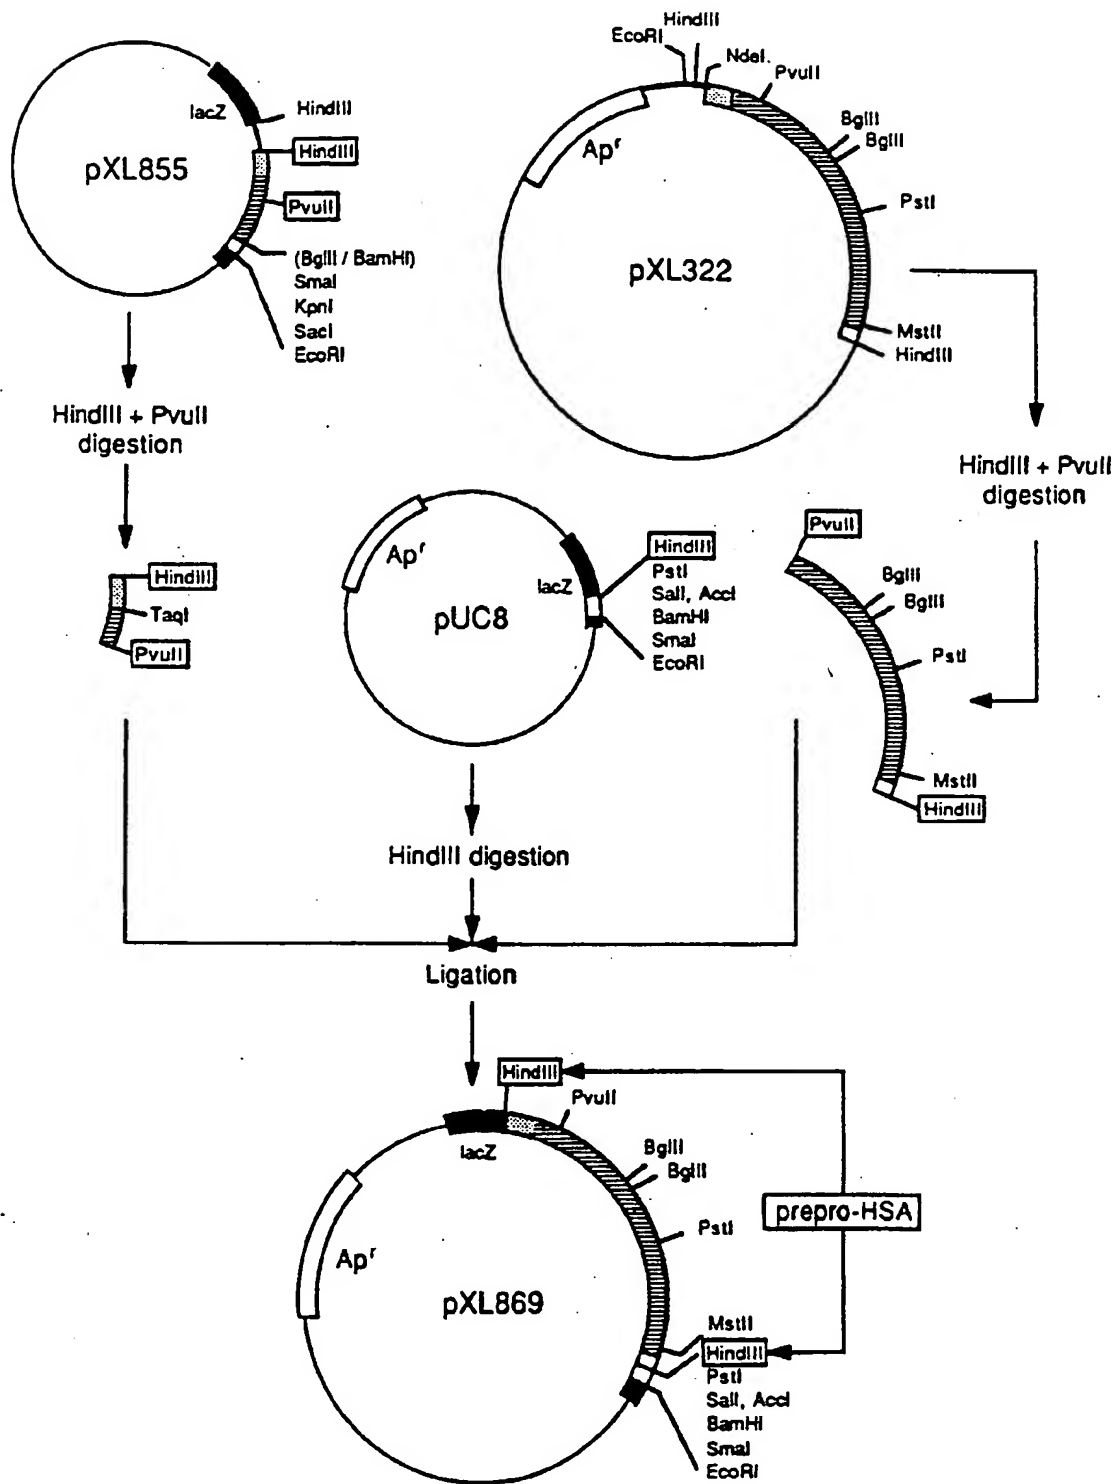 lacZ
HindIII
HindIII
pXL855
PvuII
(BglII / BamHI)
SmaI
KpnI
SacI
EcoRI
HindIII
EcoRI
NdeI.
PvuII
Ap^r
BglII
BglII
PstI
pXL322
MstII
HindIII
HindIII + PvuII
digestion
HindIII + PvuII
digestion
HindIII
TaqI
PvuII
Ap^r
lacZ
pUC8
HindIII
PstI
SalI, AccI
BamHI
SmaI
EcoRI
PvuII
BglII
BglII
PstI
MstII
HindIII
HindIII digestion
Ligation
HindIII
PvuII
lacZ
BglII
BglII
prepro-HSA
PstI
Ap^r
pXL869
MstII
HindIII
PstI
SalI, AccI
BamHI
SmaI
EcoRI